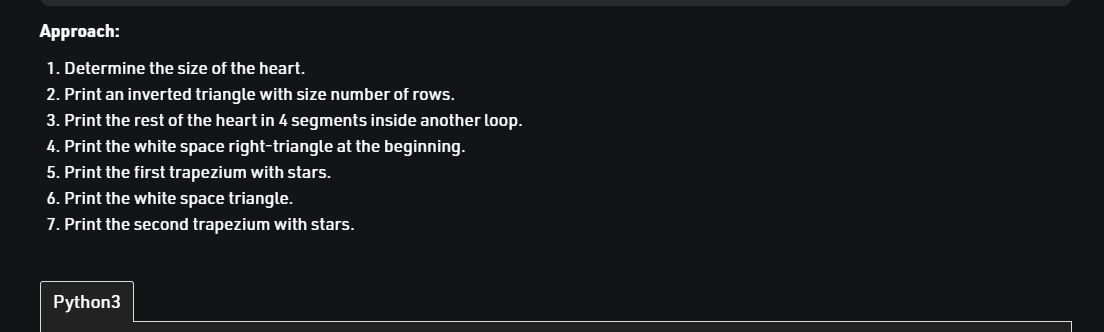 Approach:
1. Determine the size of the heart.
2. Print an inverted triangle with size number of rows.
3. Print the rest of the heart in 4 segments inside another loop.
4. Print the white space right-triangle at the beginning.
5. Print the first trapezium with stars.
6. Print the white space triangle.
7. Print the second trapezium with stars.
Python3